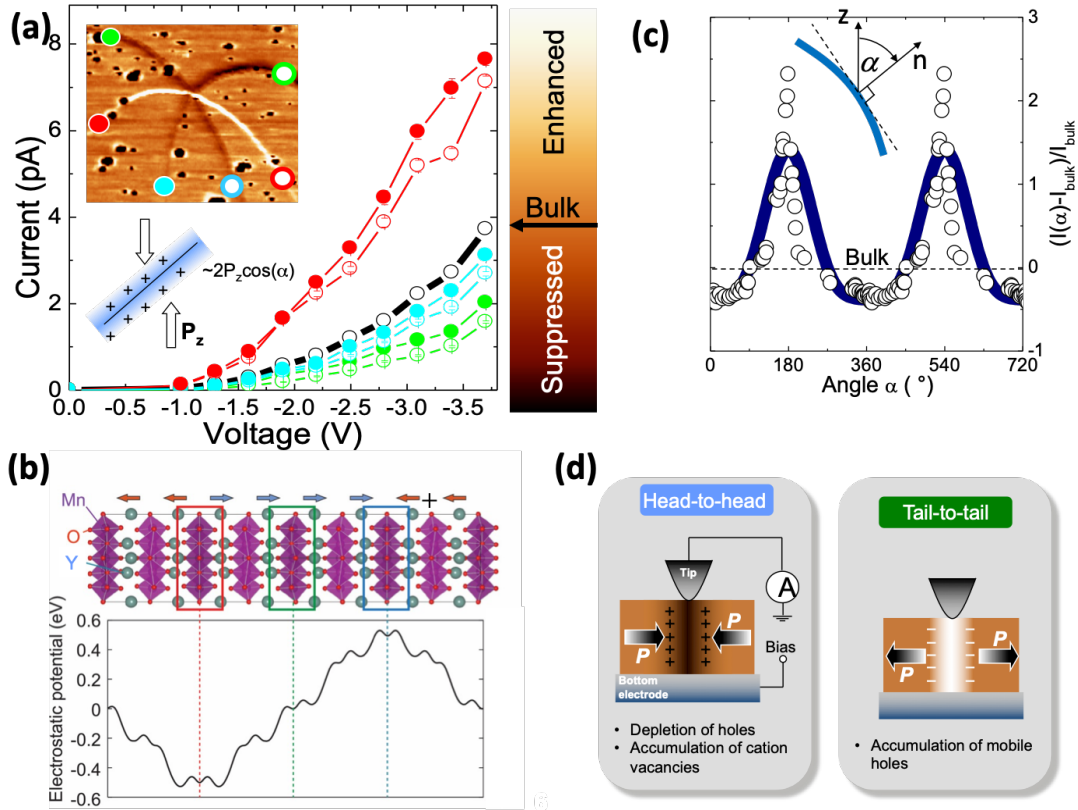 (a)
Current (pA)
8
6
4
2
0
~2Pzcos(α)
Pz
+ + + + + + + + + +
0.0 -0.5 -1.0 -1.5 -2.0 -2.5 -3.0 -3.5
Voltage (V)
Enhanced
Bulk
Suppressed
(c)
z
α
n
Bulk
3
2
1
0
-1
(I(α)-Ibulk)/Ibulk
0 180 360 540 720
Angle α ( °)
(b)
Mn
O
Y
+
Electrostatic potential (eV)
0.6
0.4
0.2
0
-0.2
-0.4
-0.6
(d)
Head-to-head
Tip
A
P
+ + + + + + + + + +
P
Bias
Bottom
electrode
• Depletion of holes
• Accumulation of cation
vacancies
Tail-to-tail
P
P
• Accumulation of mobile
holes